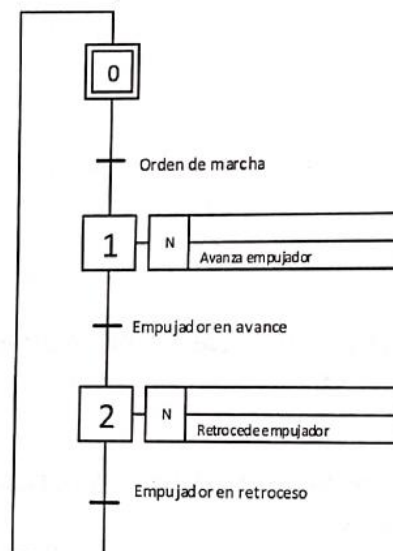 0
Orden de marcha
1
N
Avanza empujador
Empujador en avance
2
N
Retrocede empujador
Empujador en retroceso